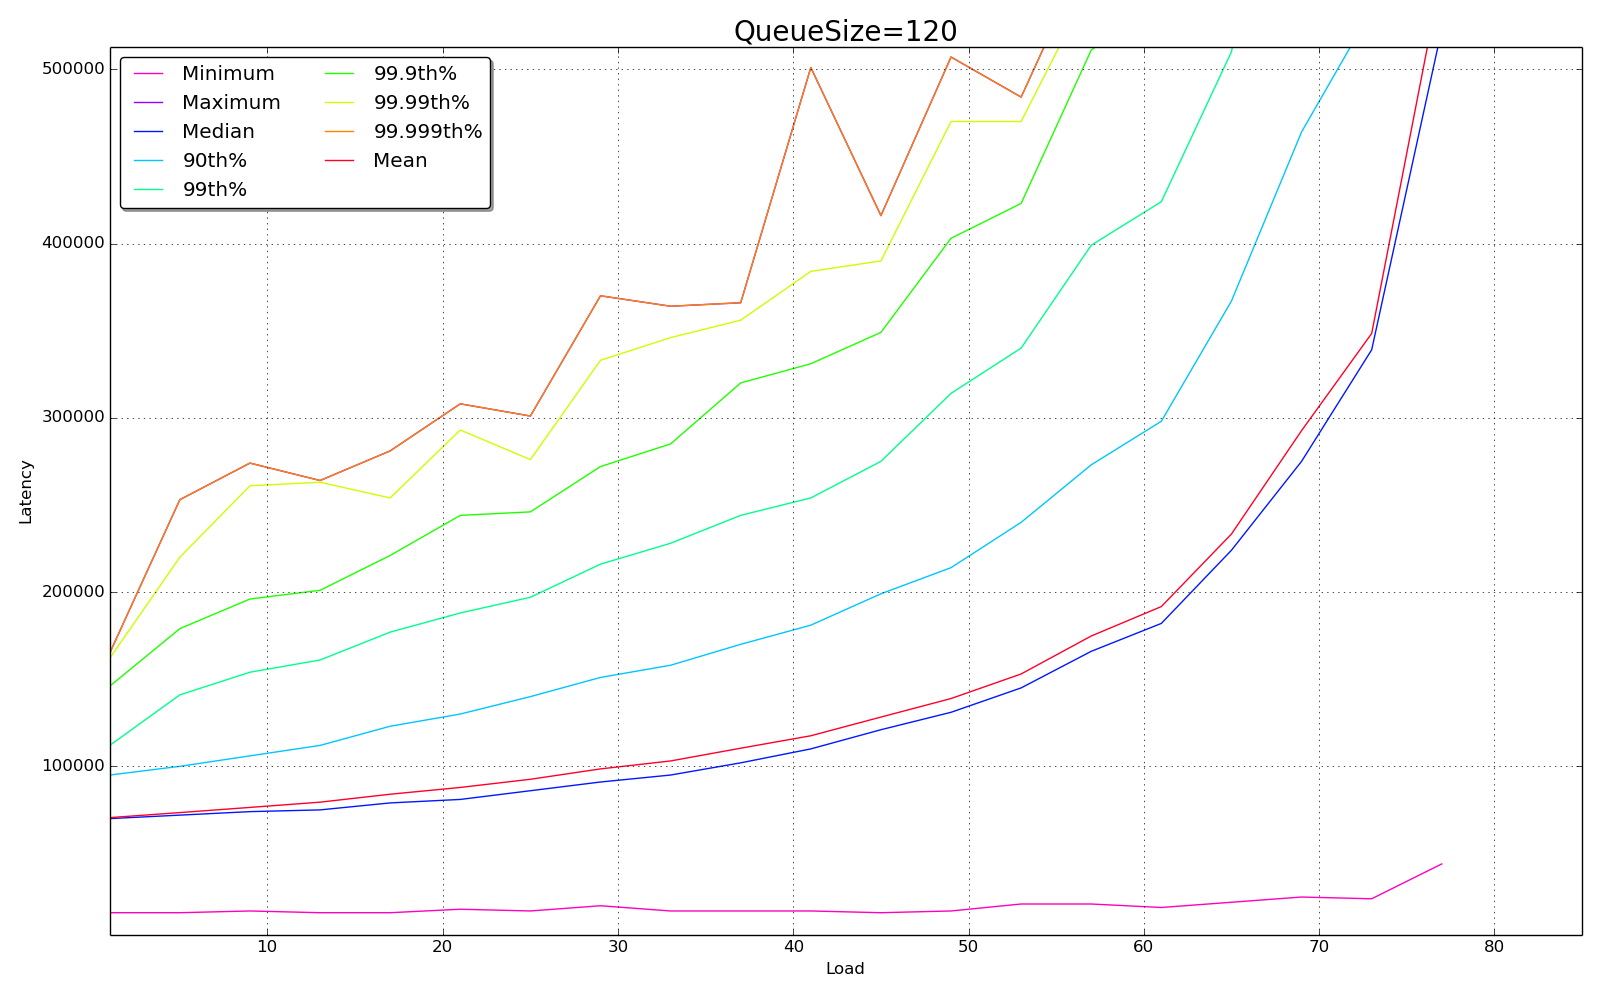 QueueSize=120
Minimum
Maximum
Median
90th%
99th%
99.9th%
99.99th%
99.999th%
Mean
500000
400000
300000
200000
100000
Latency
10 20 30 40 50 60 70 80
Load